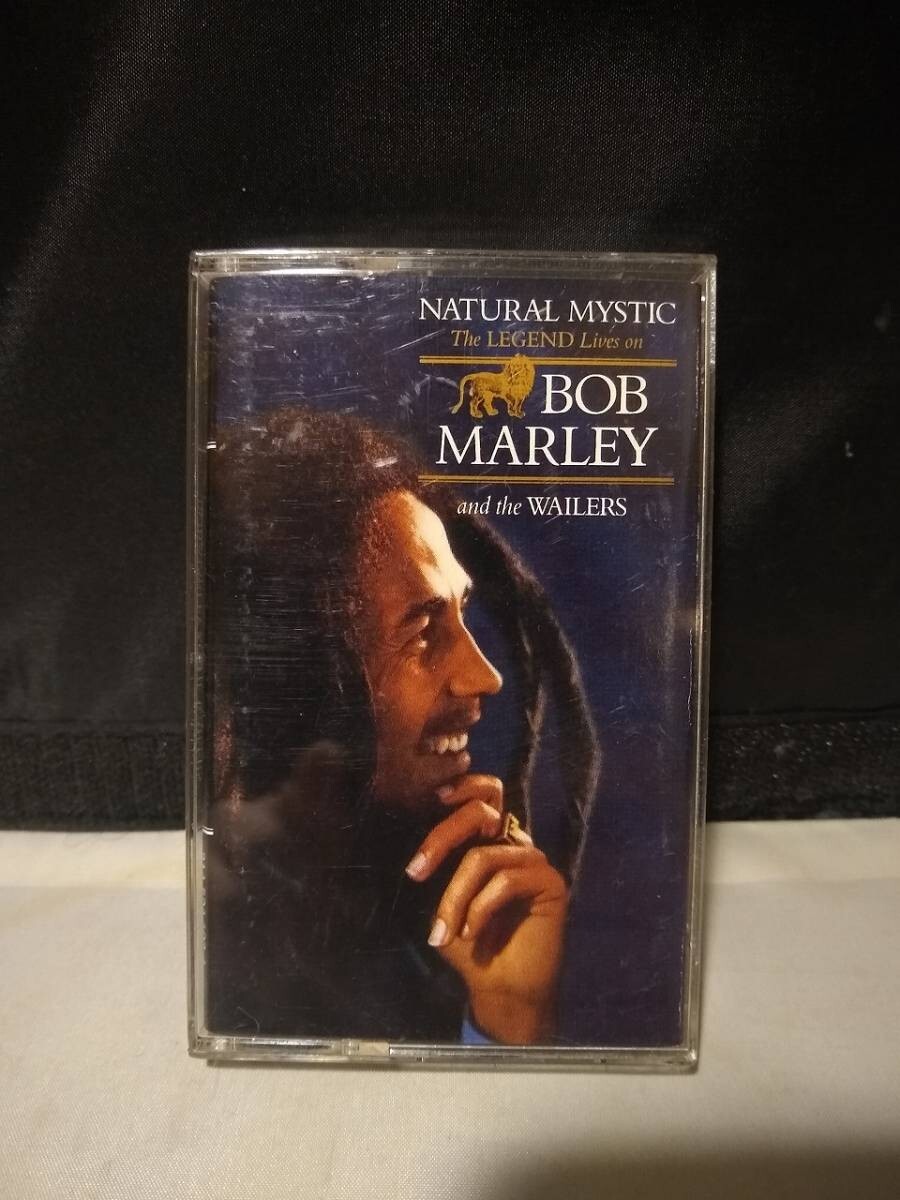 NATURAL MYSTIC
The LEGEND Lives on
BOB
MARLEY
and the WAILERS